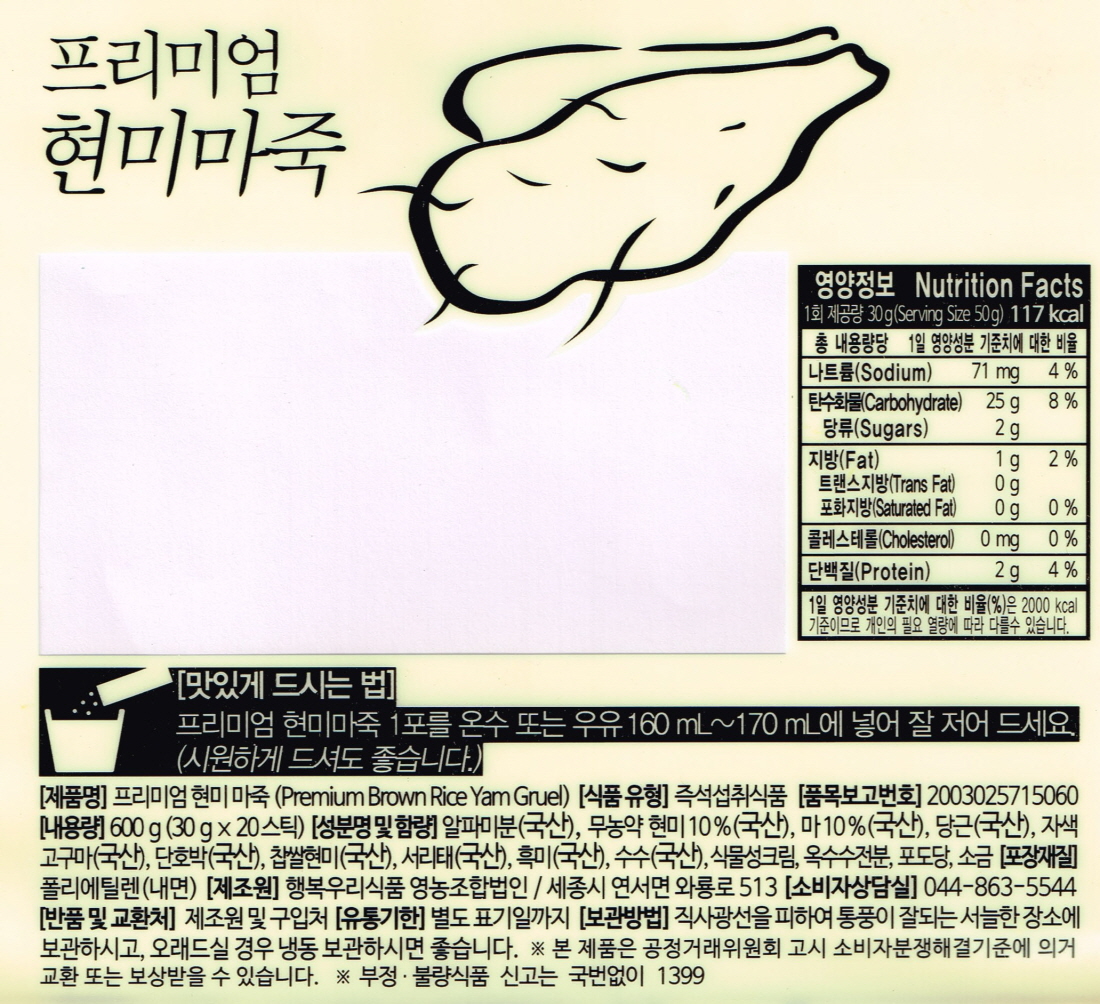 프리미엄
현미마죽
영양정보 Nutrition Facts
1회 제공량 30g(Serving Size 50g) 117 kcal
총 내용량당 1일 영양성분 기준치에 대한 비율
나트륨(Sodium) 71 mg 4 %
탄수화물(Carbohydrate) 25 g 8 %
당류(Sugars) 2 g
지방(Fat) 1 g 2 %
트랜스지방(Trans Fat) 0 g
포화지방(Saturated Fat) 0 g 0 %
콜레스테롤(Cholesterol) 0 mg 0 %
단백질(Protein) 2 g 4 %
1일 영양성분 기준치에 대한 비율(%)은 2000 kcal
기준이므로 개인의 필요 열량에 따라 다를수 있습니다.
[맛있게 드시는 법]
프리미엄 현미마죽 1포를 온수 또는 우유 160 mL~170 mL에 넣어 잘 저어 드세요.
(시원하게 드셔도 좋습니다.)
[제품명] 프리미엄 현미 마죽 (Premium Brown Rice Yam Gruel) [식품 유형] 즉석섭취식품 [품목보고번호] 2003025715060
[내용량] 600 g (30 g x 20스틱) [성분명 및 함량] 알파미분(국산), 무농약 현미 10%(국산), 마 10%(국산), 당근(국산), 자색
고구마(국산), 단호박(국산), 찹쌀현미(국산), 서리태(국산), 흑미(국산), 수수(국산), 식물성크림, 옥수수전분, 포도당, 소금 [포장재질]
폴리에틸렌(내면) [제조원] 행복우리식품 영농조합법인 / 세종시 연서면 와룡로 513 [소비자상담실] 044-863-5544
[반품 및 교환처] 제조원 및 구입처 [유통기한] 별도 표기일까지 [보관방법] 직사광선을 피하여 통풍이 잘되는 서늘한 장소에
보관하시고, 오래드실 경우 냉동 보관하시면 좋습니다. ※ 본 제품은 공정거래위원회 고시 소비자분쟁해결기준에 의거
교환 또는 보상받을 수 있습니다. ※ 부정·불량식품 신고는 국번없이 1399